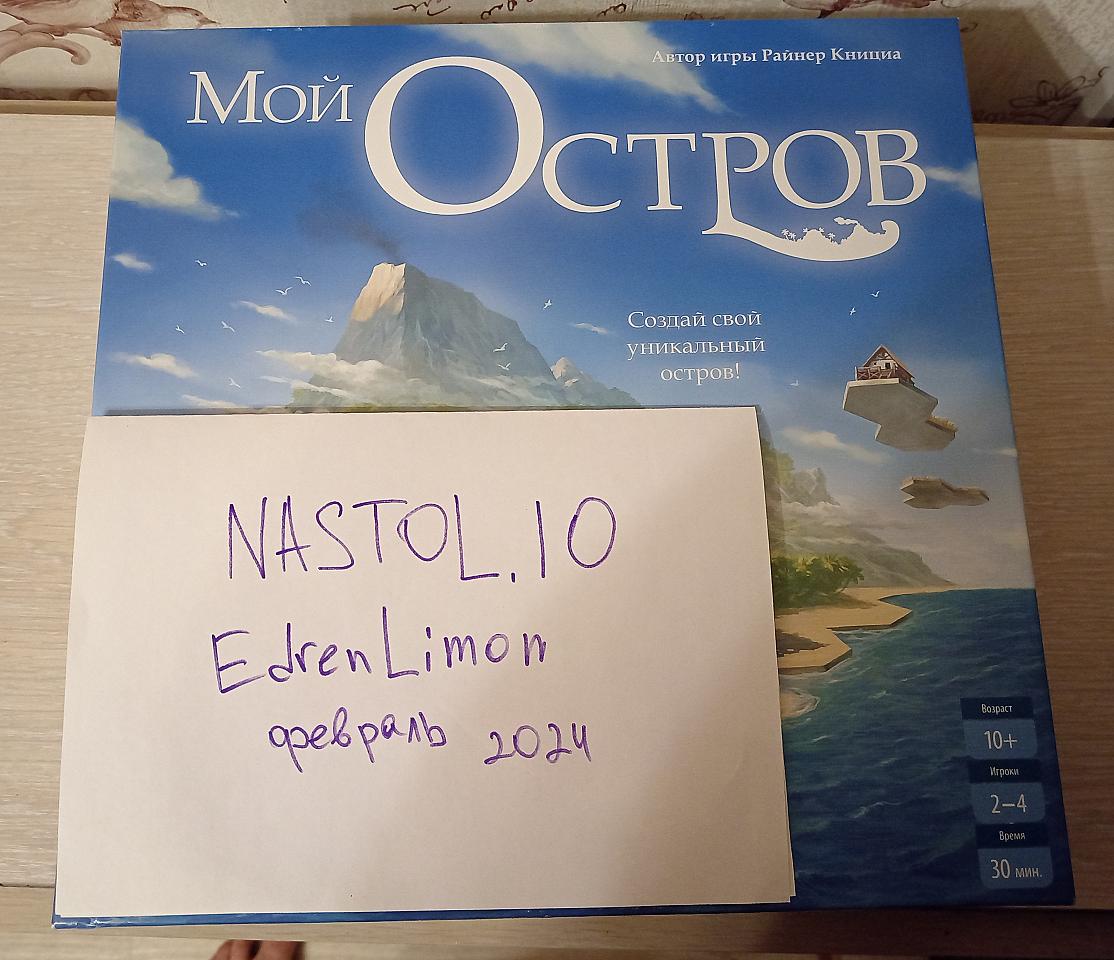 Автор игры Райнер Книциа
Мой Остров
Создай свой
уникальный
остров!
NASTOL.IO
EdrenLimon
февраль 2024
Возраст
10+
Игроки
2–4
Время
30 мин.